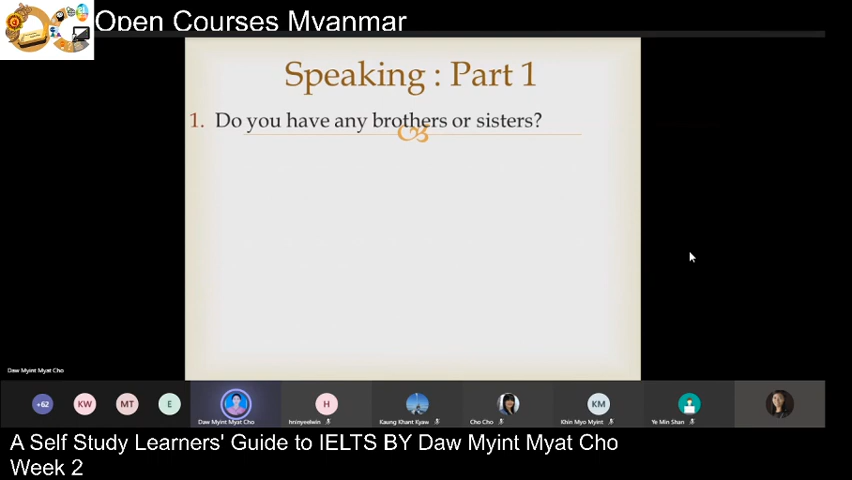 Open Courses Myanmar
Speaking : Part 1
1. Do you have any brothers or sisters?
Daw Myint Myat Cho
+62
KW
MT
E
Daw Myint Myat Cho
H
hninyeelwin
Kaung Khant Kyaw
Cho Cho
KM
Khin Myo Myint
Ye Min Shan
A Self Study Learners' Guide to IELTS BY Daw Myint Myat Cho
Week 2